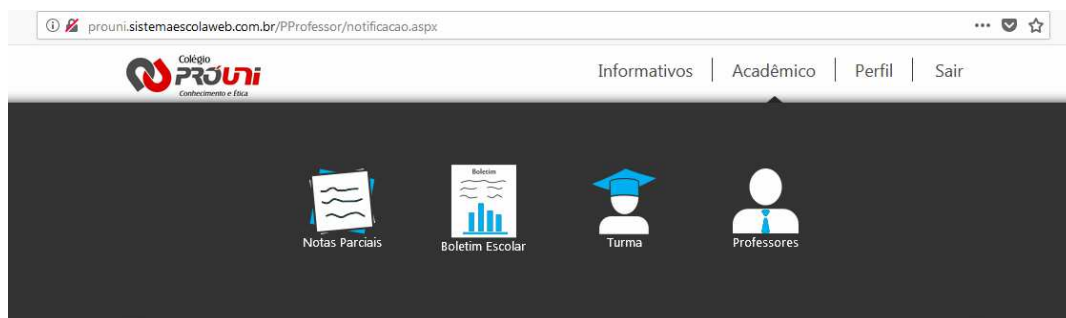 prouni.sistemaescolaweb.com.br/PProfessor/notificacao.aspx
Colégio
PRÓUNI
Conhecimento e Ética
Informativos | Acadêmico | Perfil | Sair
Boletim
Notas Parciais
Boletim Escolar
Turma
Professores